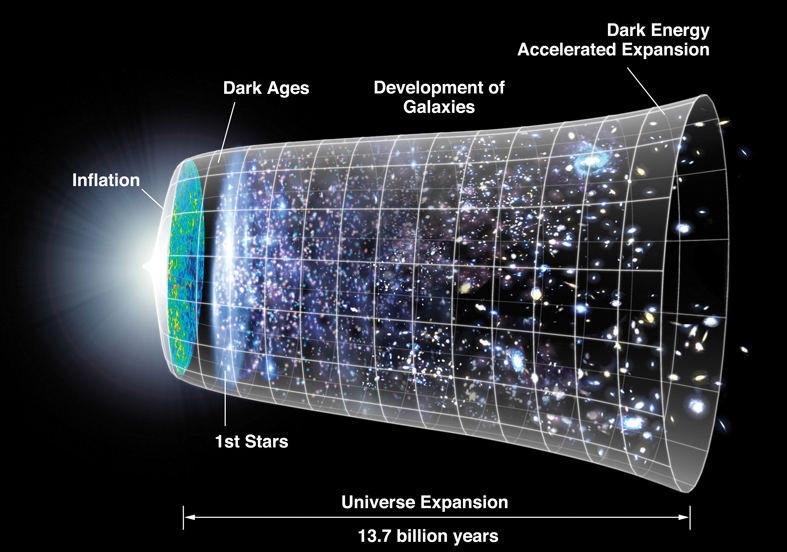 Dark Energy
Accelerated Expansion
Dark Ages
Development of
Galaxies
Inflation
1st Stars
Universe Expansion
13.7 billion years